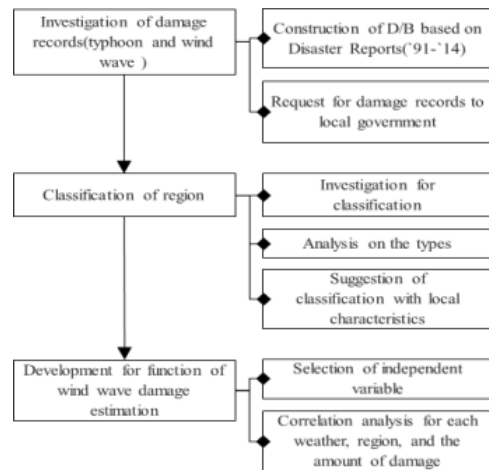 Investigation of damage
records(typhoon and wind
wave )
Construction of D/B based on
Disaster Reports(`91-`14)
Request for damage records to
local government
Classification of region
Investigation for
classification
Analysis on the types
Suggestion of
classification with local
characteristics
Development for function of
wind wave damage
estimation
Selection of independent
variable
Correlation analysis for each
weather, region, and the
amount of damage